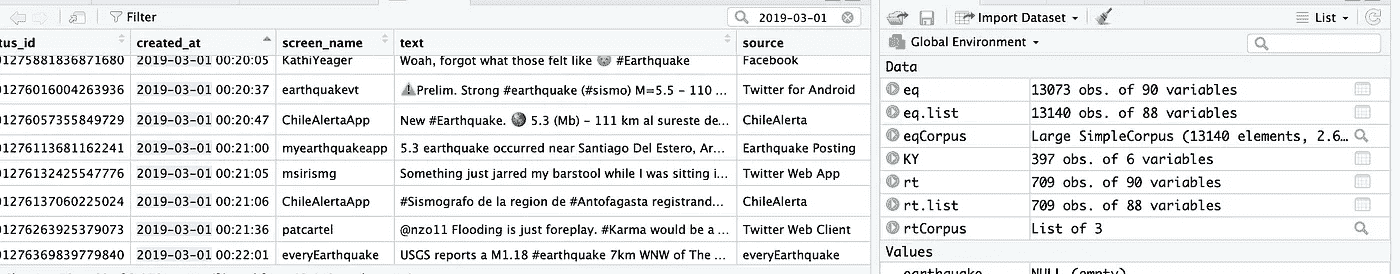 Filter
2019-03-01
tus_id created_at screen_name text source
01275881836871680 2019-03-01 00:20:05 KathiYeager Woah, forgot what those felt like #Earthquake Facebook
01276016004263936 2019-03-01 00:20:37 earthquakevt ⚠Prelim. Strong #earthquake (#sismo) M=5.5 - 110 ... Twitter for Android
01276057355849729 2019-03-01 00:20:47 ChileAlertaApp New #Earthquake. 5.3 (Mb) - 111 km al sureste de... ChileAlerta
01276113681162241 2019-03-01 00:21:00 myearthquakeapp 5.3 earthquake occurred near Santiago Del Estero, Ar... Earthquake Posting
01276132425547776 2019-03-01 00:21:05 msirismg Something just jarred my barstool while I was sitting i... Twitter Web App
01276137060225024 2019-03-01 00:21:06 ChileAlertaApp #Sismografo de la region de #Antofagasta registrand... ChileAlerta
01276263925379073 2019-03-01 00:21:36 patcartel @nzo11 Flooding is just foreplay. #Karma would be a ... Twitter Web Client
01276369839779840 2019-03-01 00:22:01 everyEarthquake USGS reports a M1.18 #earthquake 7km WNW of The ... everyEarthquake
Import Dataset List
Global Environment
Data
eq 13073 obs. of 90 variables
eq.list 13140 obs. of 88 variables
eqCorpus Large SimpleCorpus (13140 elements, 2.6...
KY 397 obs. of 6 variables
rt 709 obs. of 90 variables
rt.list 709 obs. of 88 variables
rtCorpus List of 3
Values
earthquake NULL (empty)